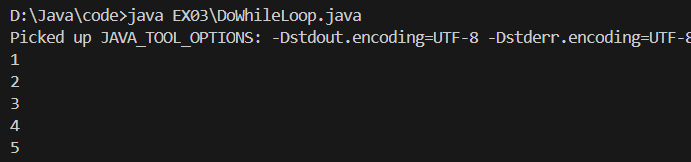 D:\Java\code>java EX03\DoWhileLoop.java
Picked up JAVA_TOOL_OPTIONS: -Dstdout.encoding=UTF-8 -Dstderr.encoding=UTF-8
1
2
3
4
5